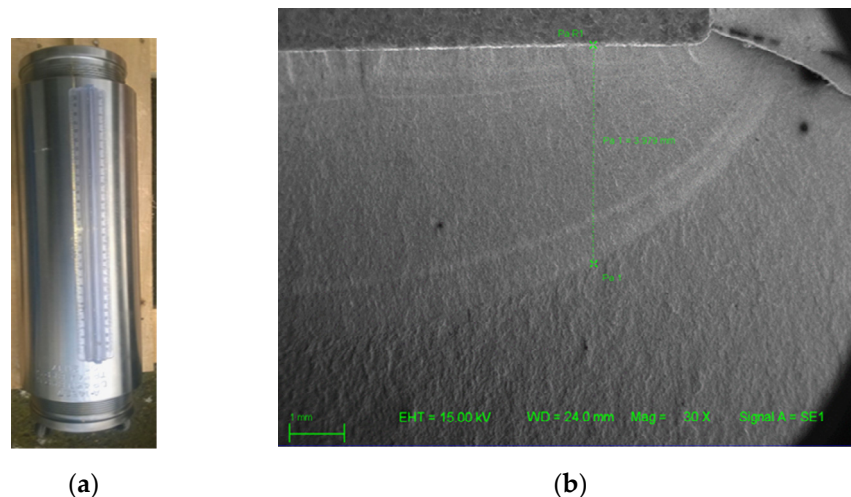 Pa R1
Pa 1
1 mm
EHT = 15.00 kV
WD = 24.0 mm
Mag = 30 X
Signal A = SE1
(a)
(b)